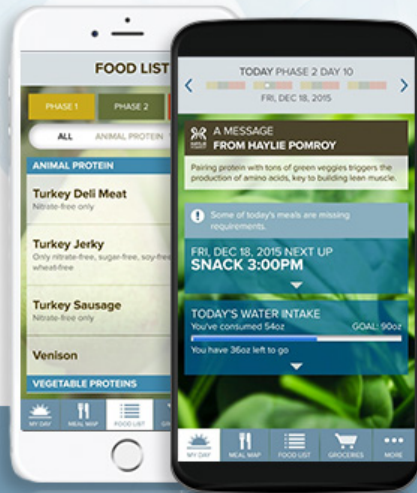 FOOD LIST
PHASE 1
PHASE 2
ALL
ANIMAL PROTEIN
ANIMAL PROTEIN
Turkey Deli Meat
Nitrate-free only
Turkey Jerky
Only nitrate-free, sugar-free, soy-free
wheat-free
Turkey Sausage
Nitrate-free only
Venison
VEGETABLE PROTEINS
MY DAY
MEAL MAP
FOOD LIST
TODAY PHASE 2 DAY 10
FRI, DEC 18, 2015
A MESSAGE
FROM HAYLIE POMROY
Pairing protein with tons of green veggies triggers the
production of amino acids, key to building lean muscle.
Some of today's meals are missing
requirements.
FRI, DEC 18, 2015 NEXT UP
SNACK 3:00PM
TODAY'S WATER INTAKE
You've consumed 54oz
GOAL: 90oz
You have 36oz left to go
MY DAY
MEAL MAP
FOOD LIST
GROCERIES
MORE